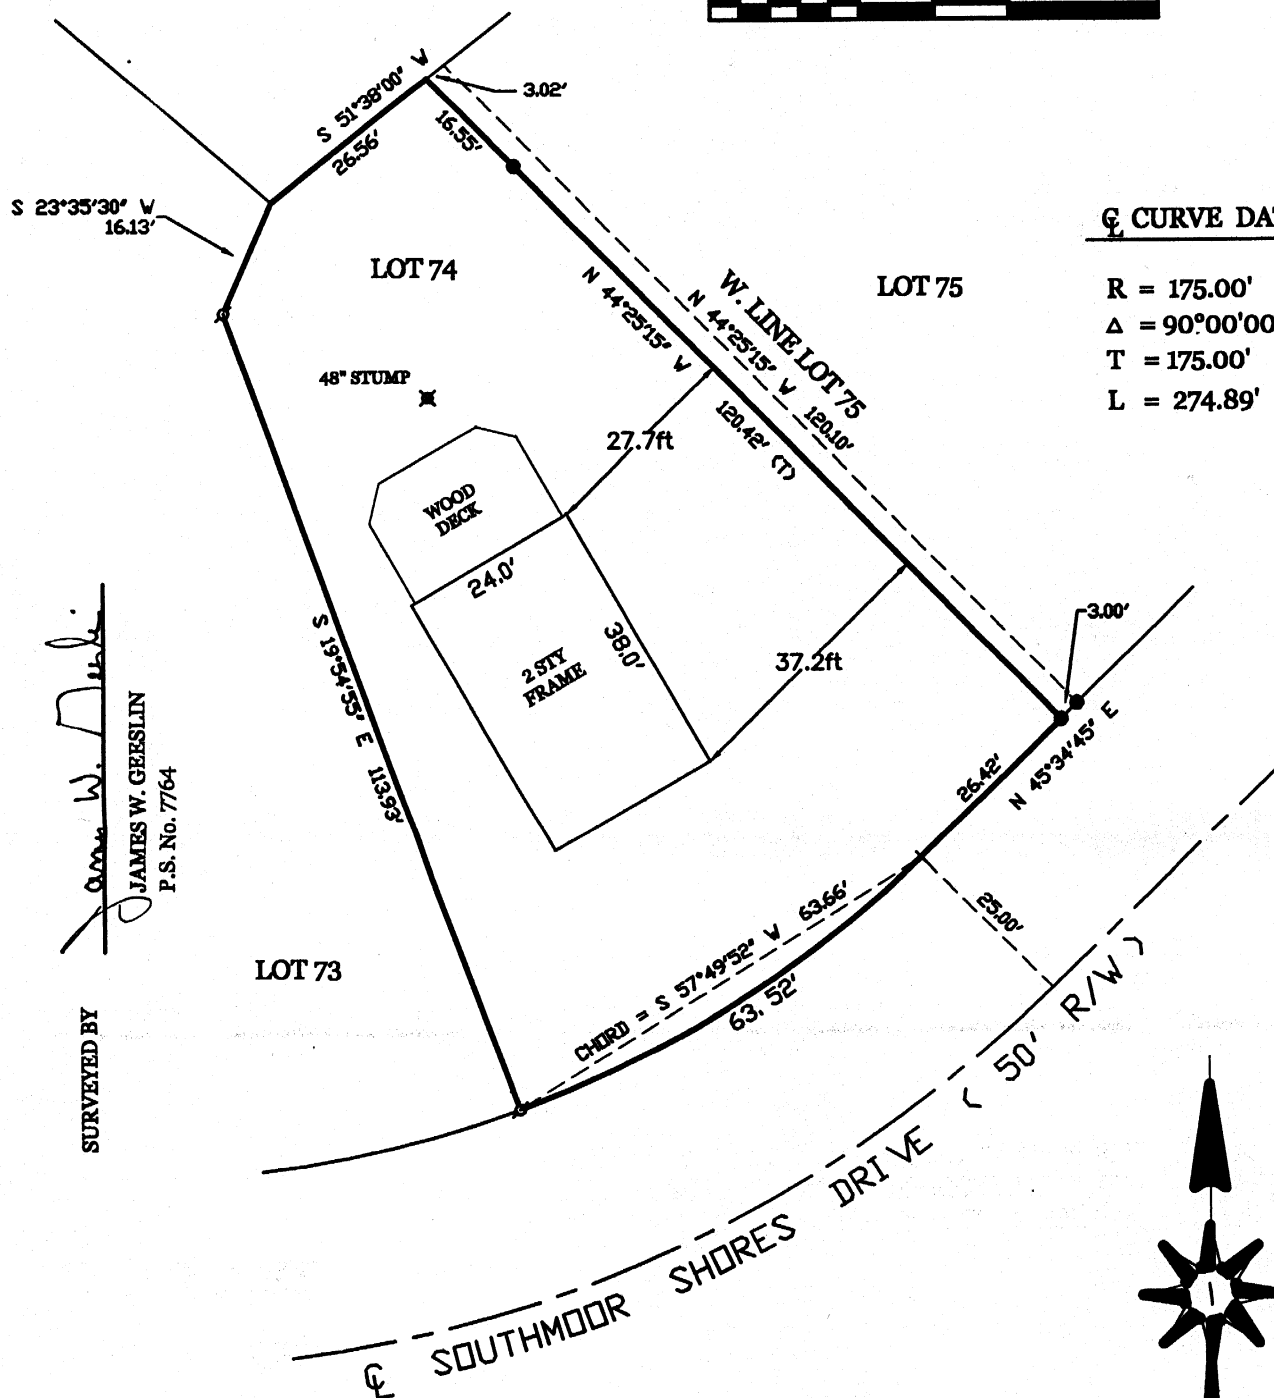 S 51°38'00" W
26.56'
3.02'
16.55'
S 23°35'30" W
16.13'
LOT 74
LOT 75
℄ CURVE DA
R = 175.00'
Δ = 90°00'00
T = 175.00'
L = 274.89'
W. LINE LOT 75
N 44°25'15" W 120.10'
N 44°25'15" W
120.42' (T)
48" STUMP
27.7ft
WOOD
DECK
24.0'
38.0'
2 STY
FRAME
37.2ft
3.00'
S 19°54'55" E 113.93'
26.42'
N 45°34'45" E
25.00'
CHORD = S 57°49'52" W 63.66'
63.52'
LOT 73
JAMES W. GEESLIN
P.S. No. 7764
SURVEYED BY
℄ SOUTHMOOR SHORES DRIVE ( 50' R/W )